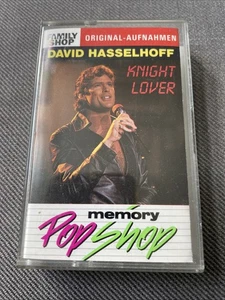 FAMILY
SHOP
ORIGINAL-AUFNAHMEN
DAVID HASSELHOFF
KNIGHT
LOVER
memory
Pop Shop